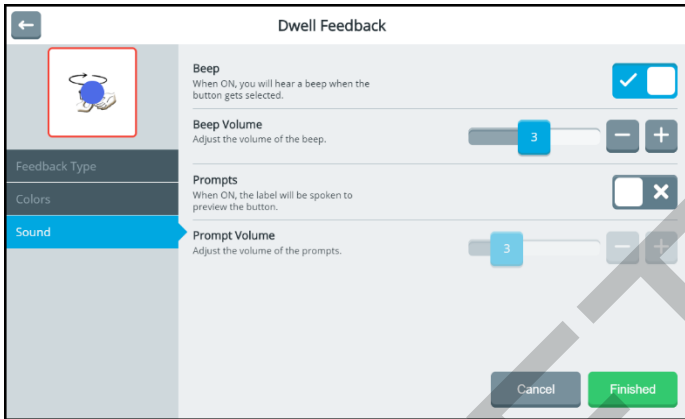 Dwell Feedback
Beep
When ON, you will hear a beep when the
button gets selected.
Beep Volume
Adjust the volume of the beep.
3
Feedback Type
Colors
Sound
Prompts
When ON, the label will be spoken to
preview the button.
Prompt Volume
Adjust the volume of the prompts.
3
Cancel
Finished